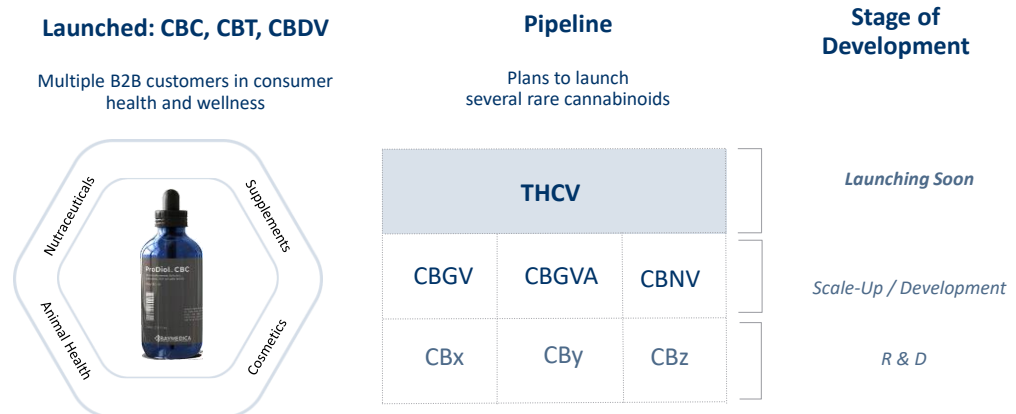 Launched: CBC, CBT, CBDV
Multiple B2B customers in consumer
health and wellness
Nutraceuticals
Supplements
Animal Health
Cosmetics
ProDiol. CBC
BAYMEDICA
Pipeline
Plans to launch
several rare cannabinoids
THCV
CBGV CBGVA CBNV
CBx CBy CBz
Stage of
Development
Launching Soon
Scale-Up / Development
R & D